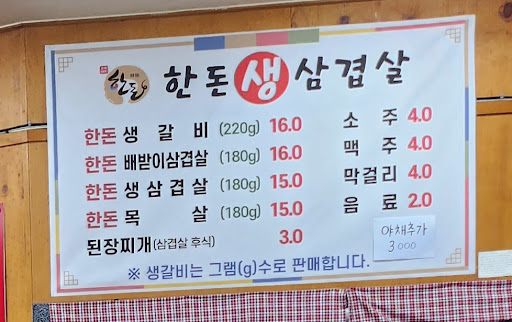 한돈
한돈 생 삼겹살
한돈 생 갈 비 (220g) 16.0
한돈 배받이삼겹살 (180g) 16.0
한돈 생 삼 겹 살 (180g) 15.0
한돈 목 살 (180g) 15.0
된장찌개(삼겹살 후식) 3.0
소 주 4.0
맥 주 4.0
막걸리 4.0
음 료 2.0
야채추가
3000
※ 생갈비는 그램(g)수로 판매합니다.